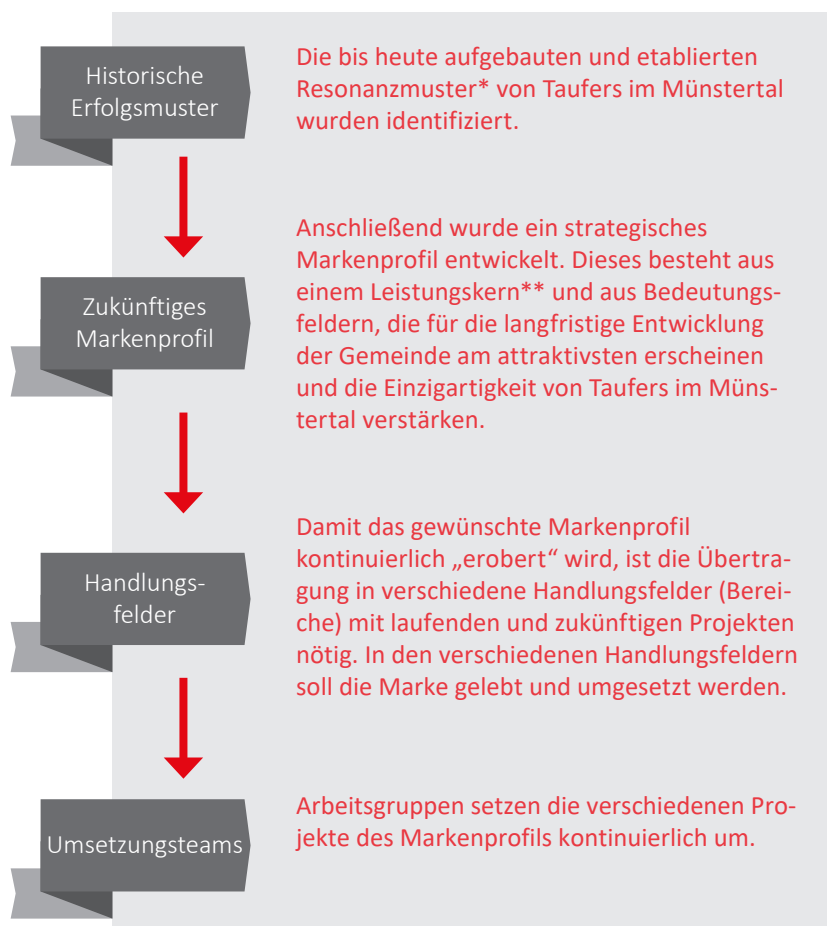 Historische
Erfolgsmuster
Die bis heute aufgebauten und etablierten
Resonanzmuster* von Taufers im Münstertal
wurden identifiziert.
Zukünftiges
Markenprofil
Anschließend wurde ein strategisches
Markenprofil entwickelt. Dieses besteht aus
einem Leistungskern** und aus Bedeutungs-
feldern, die für die langfristige Entwicklung
der Gemeinde am attraktivsten erscheinen
und die Einzigartigkeit von Taufers im Müns-
tertal verstärken.
Handlungs-
felder
Damit das gewünschte Markenprofil
kontinuierlich „erobert“ wird, ist die Übertra-
gung in verschiedene Handlungsfelder (Berei-
che) mit laufenden und zukünftigen Projekten
nötig. In den verschiedenen Handlungsfeldern
soll die Marke gelebt und umgesetzt werden.
Umsetzungsteams
Arbeitsgruppen setzen die verschiedenen Pro-
jekte des Markenprofils kontinuierlich um.